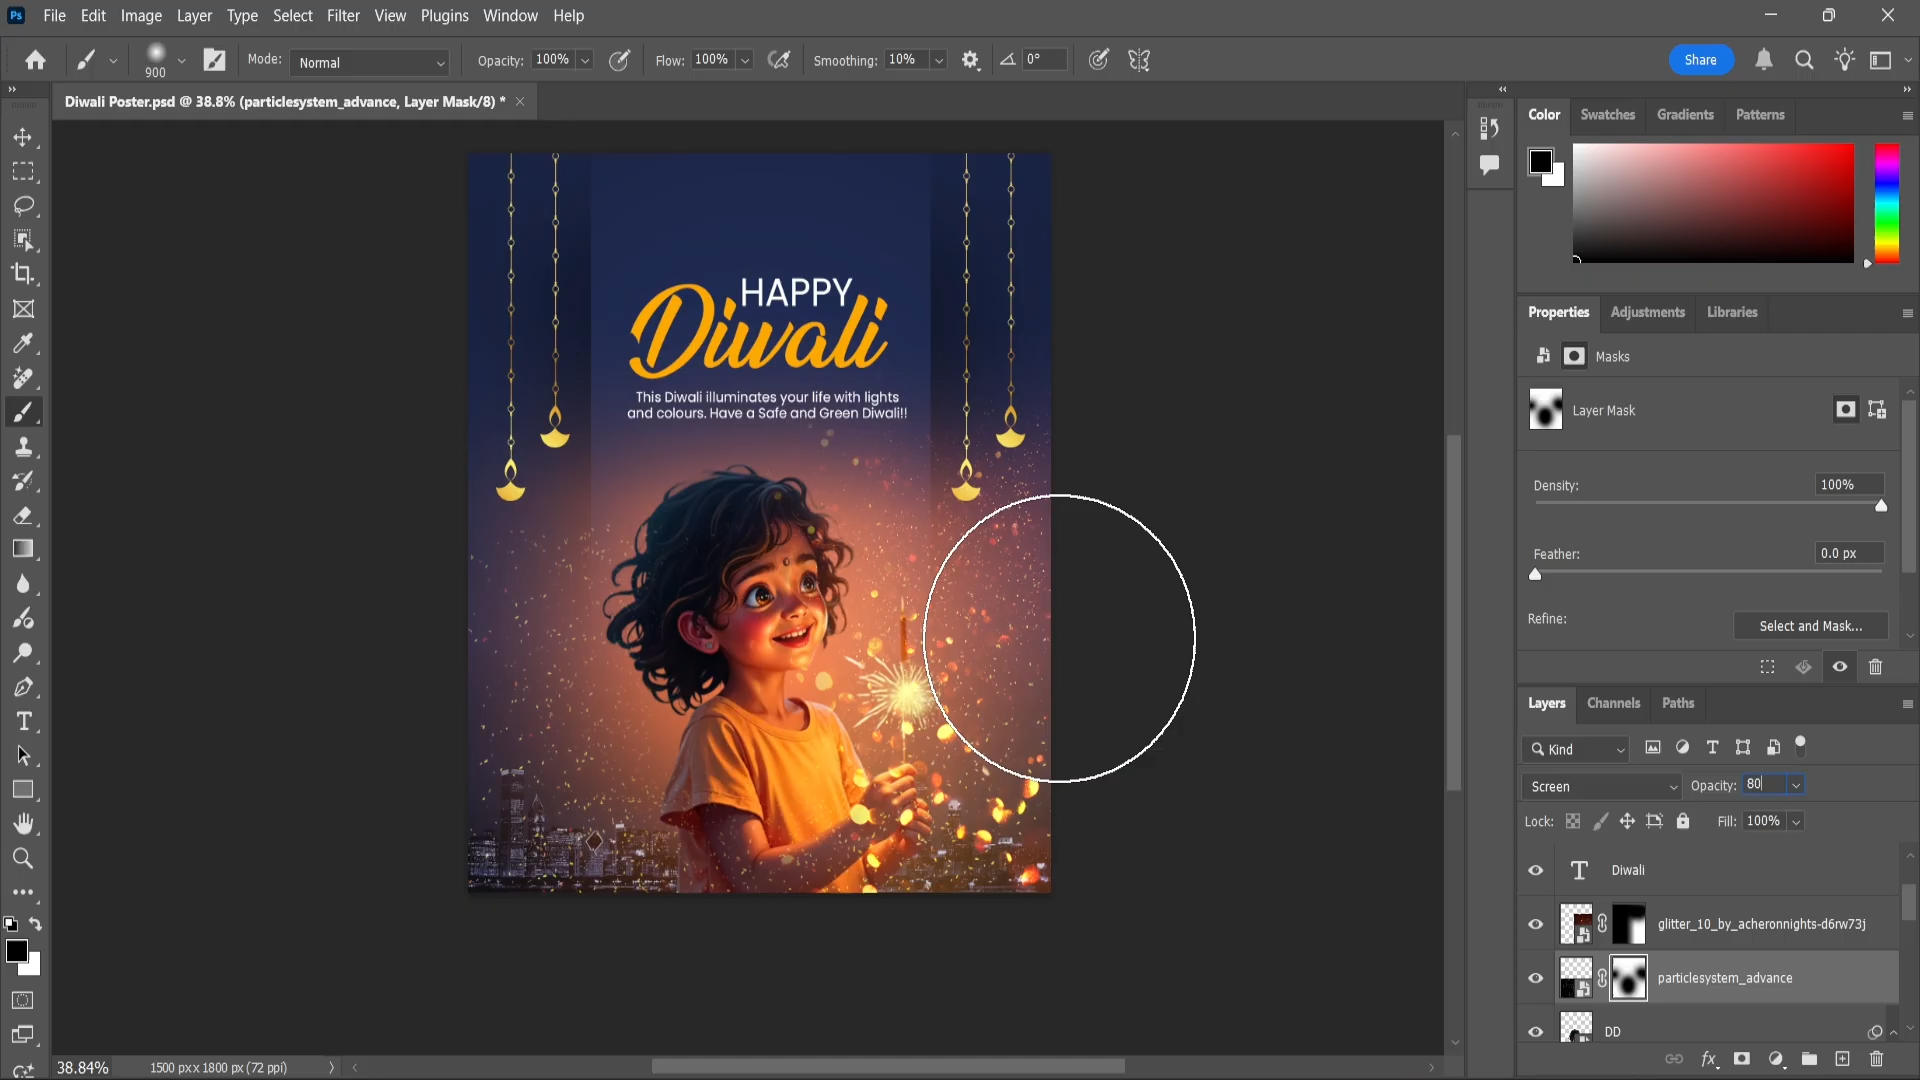 Ps File Edit Image Layer Type Select Filter View Plugins Window Help
900 Mode: Normal Opacity: 100% Flow: 100% Smoothing: 10% 0° Share
Diwali Poster.psd @ 38.8% (particlesystem_advance, Layer Mask/8) *
HAPPY
Diwali
This Diwali illuminates your life with lights
and colours. Have a Safe and Green Diwali!!
Color Swatches Gradients Patterns
Properties Adjustments Libraries
Masks
Layer Mask
Density: 100%
Feather: 0.0 px
Refine: Select and Mask...
Layers Channels Paths
Kind
Screen Opacity: 80
Lock: Fill: 100%
T Diwali
glitter_10_by_acheronnights-d6rw73j
particlesystem_advance
DD
fx
38.84% 1500 px x 1800 px (72 ppi)